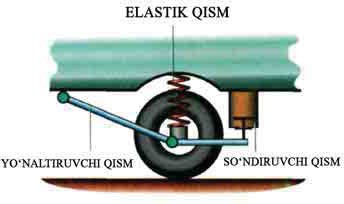 ELASTIK QISM
YO‘NALTIRUVCHI QISM
SO‘NDIRUVCHI QISM